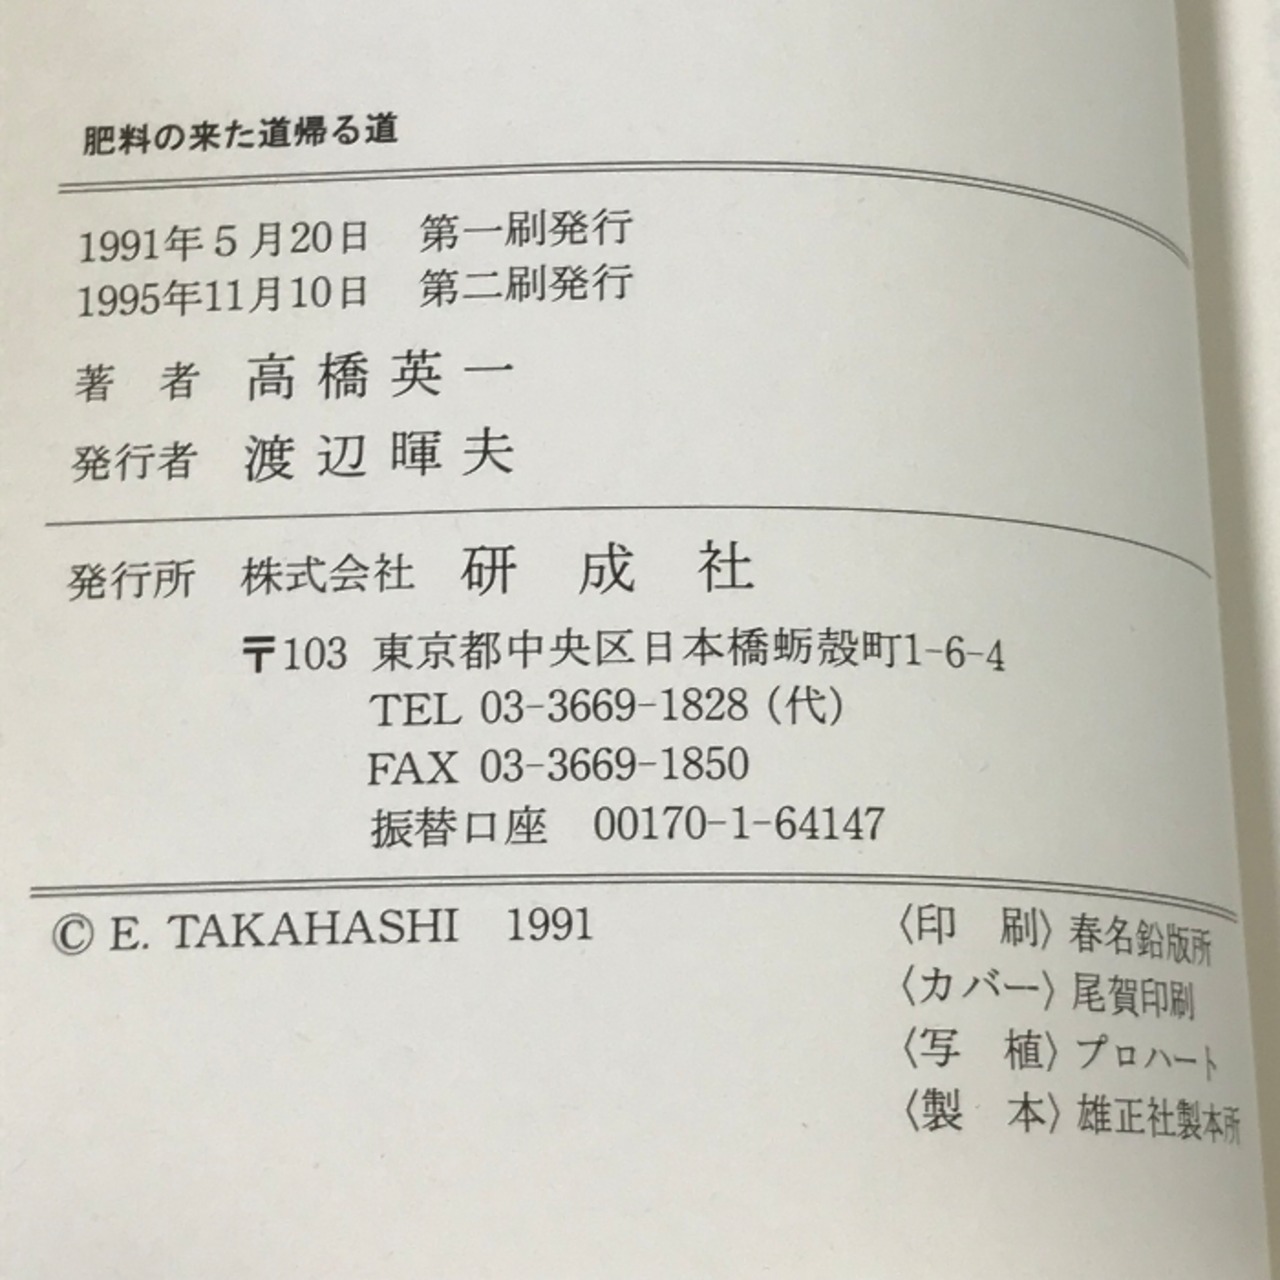 肥料の来た道帰る道
1991年5月20日 第一刷発行
1995年11月10日 第二刷発行
著 者 高橋英一
発行者 渡辺暉夫
発行所 株式会社 研成社
〒103 東京都中央区日本橋蛎殻町1-6-4
TEL 03-3669-1828 (代)
FAX 03-3669-1850
振替口座 00170-1-64147
© E. TAKAHASHI 1991
〈印 刷〉春名鉛版所
〈カバー〉尾賀印刷
〈写 植〉プロハート
〈製 本〉雄正社製本所